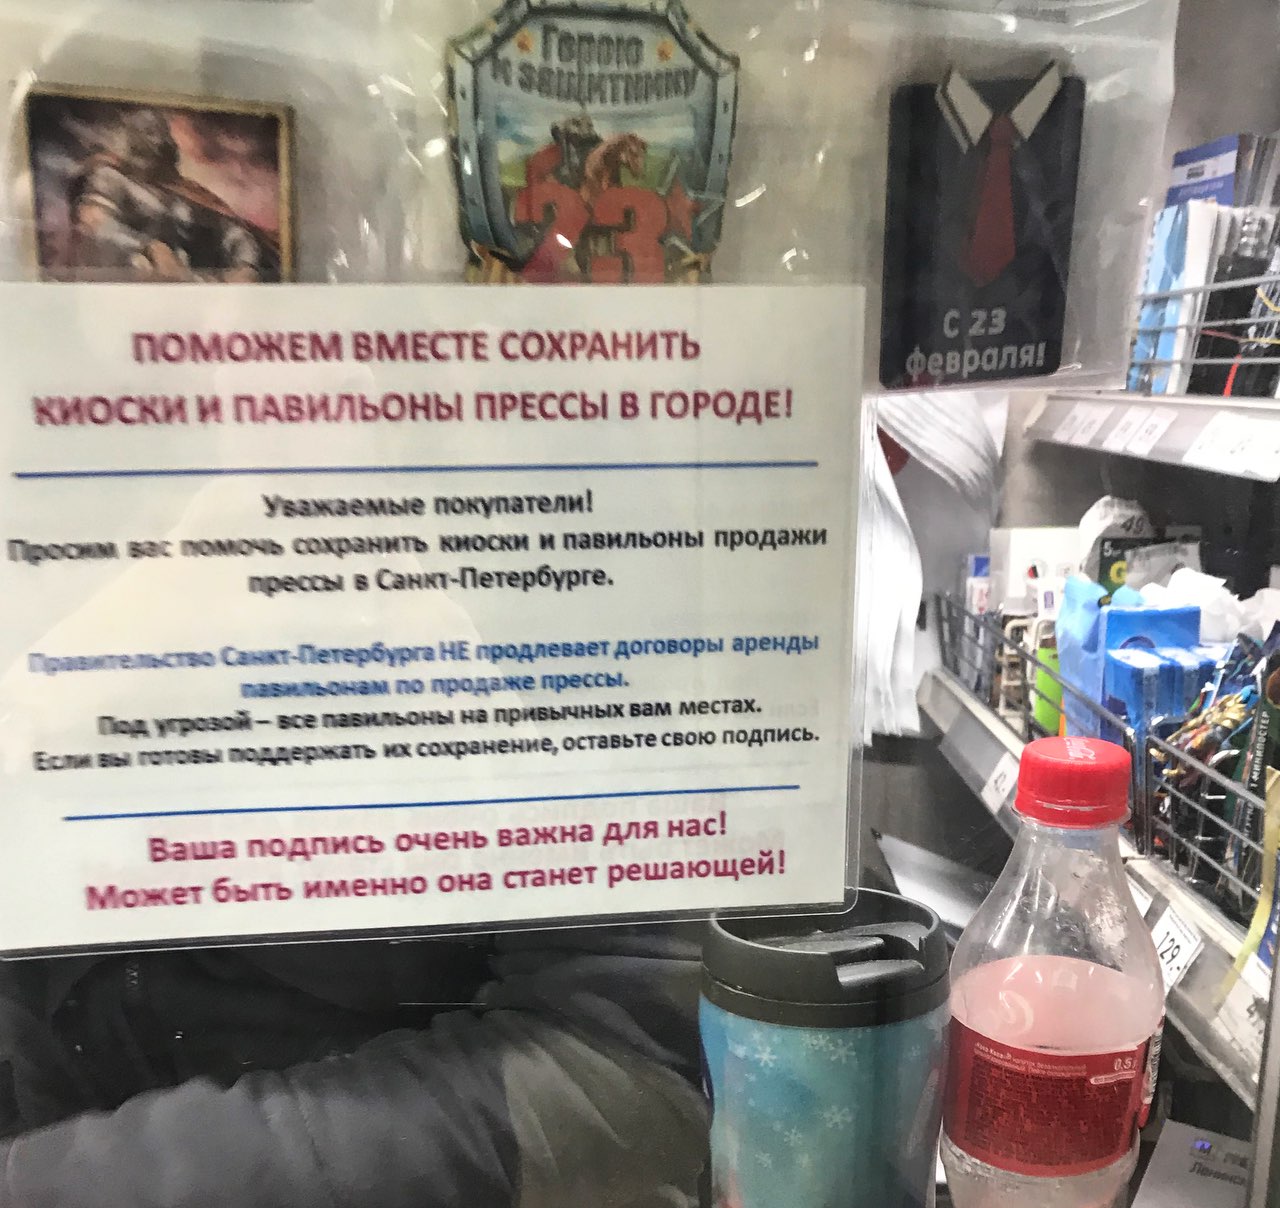 Герою
и защитнику
23
С 23
февраля!
ПОМОЖЕМ ВМЕСТЕ СОХРАНИТЬ
КИОСКИ И ПАВИЛЬОНЫ ПРЕССЫ В ГОРОДЕ!
Уважаемые покупатели!
Просим вас помочь сохранить киоски и павильоны продажи
прессы в Санкт-Петербурге.
Правительство Санкт-Петербурга НЕ продлевает договоры аренды
павильонам по продаже прессы.
Под угрозой – все павильоны на привычных вам местах.
Если вы готовы поддержать их сохранение, оставьте свою подпись.
Ваша подпись очень важна для нас!
Может быть именно она станет решающей!
49
129.-
0.5